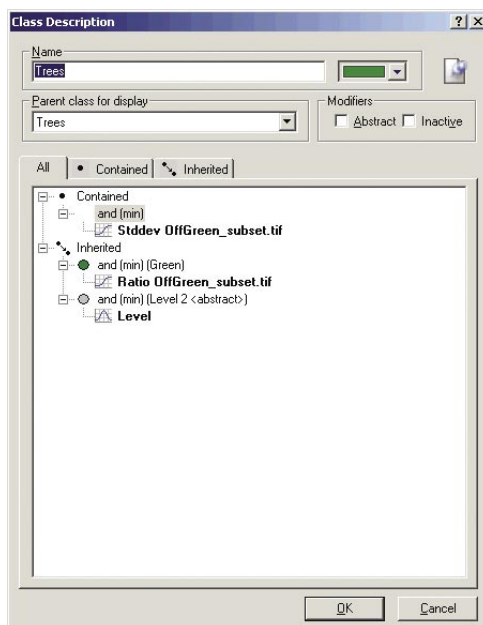 Class Description
Name
Trees
Parent class for display
Trees
Modifiers
Abstract
Inactive
All
Contained
Inherited
Contained
and (min)
Stddev OffGreen_subset.tif
Inherited
and (min) (Green)
Ratio OffGreen_subset.tif
and (min) (Level 2 <abstract>)
Level
OK
Cancel